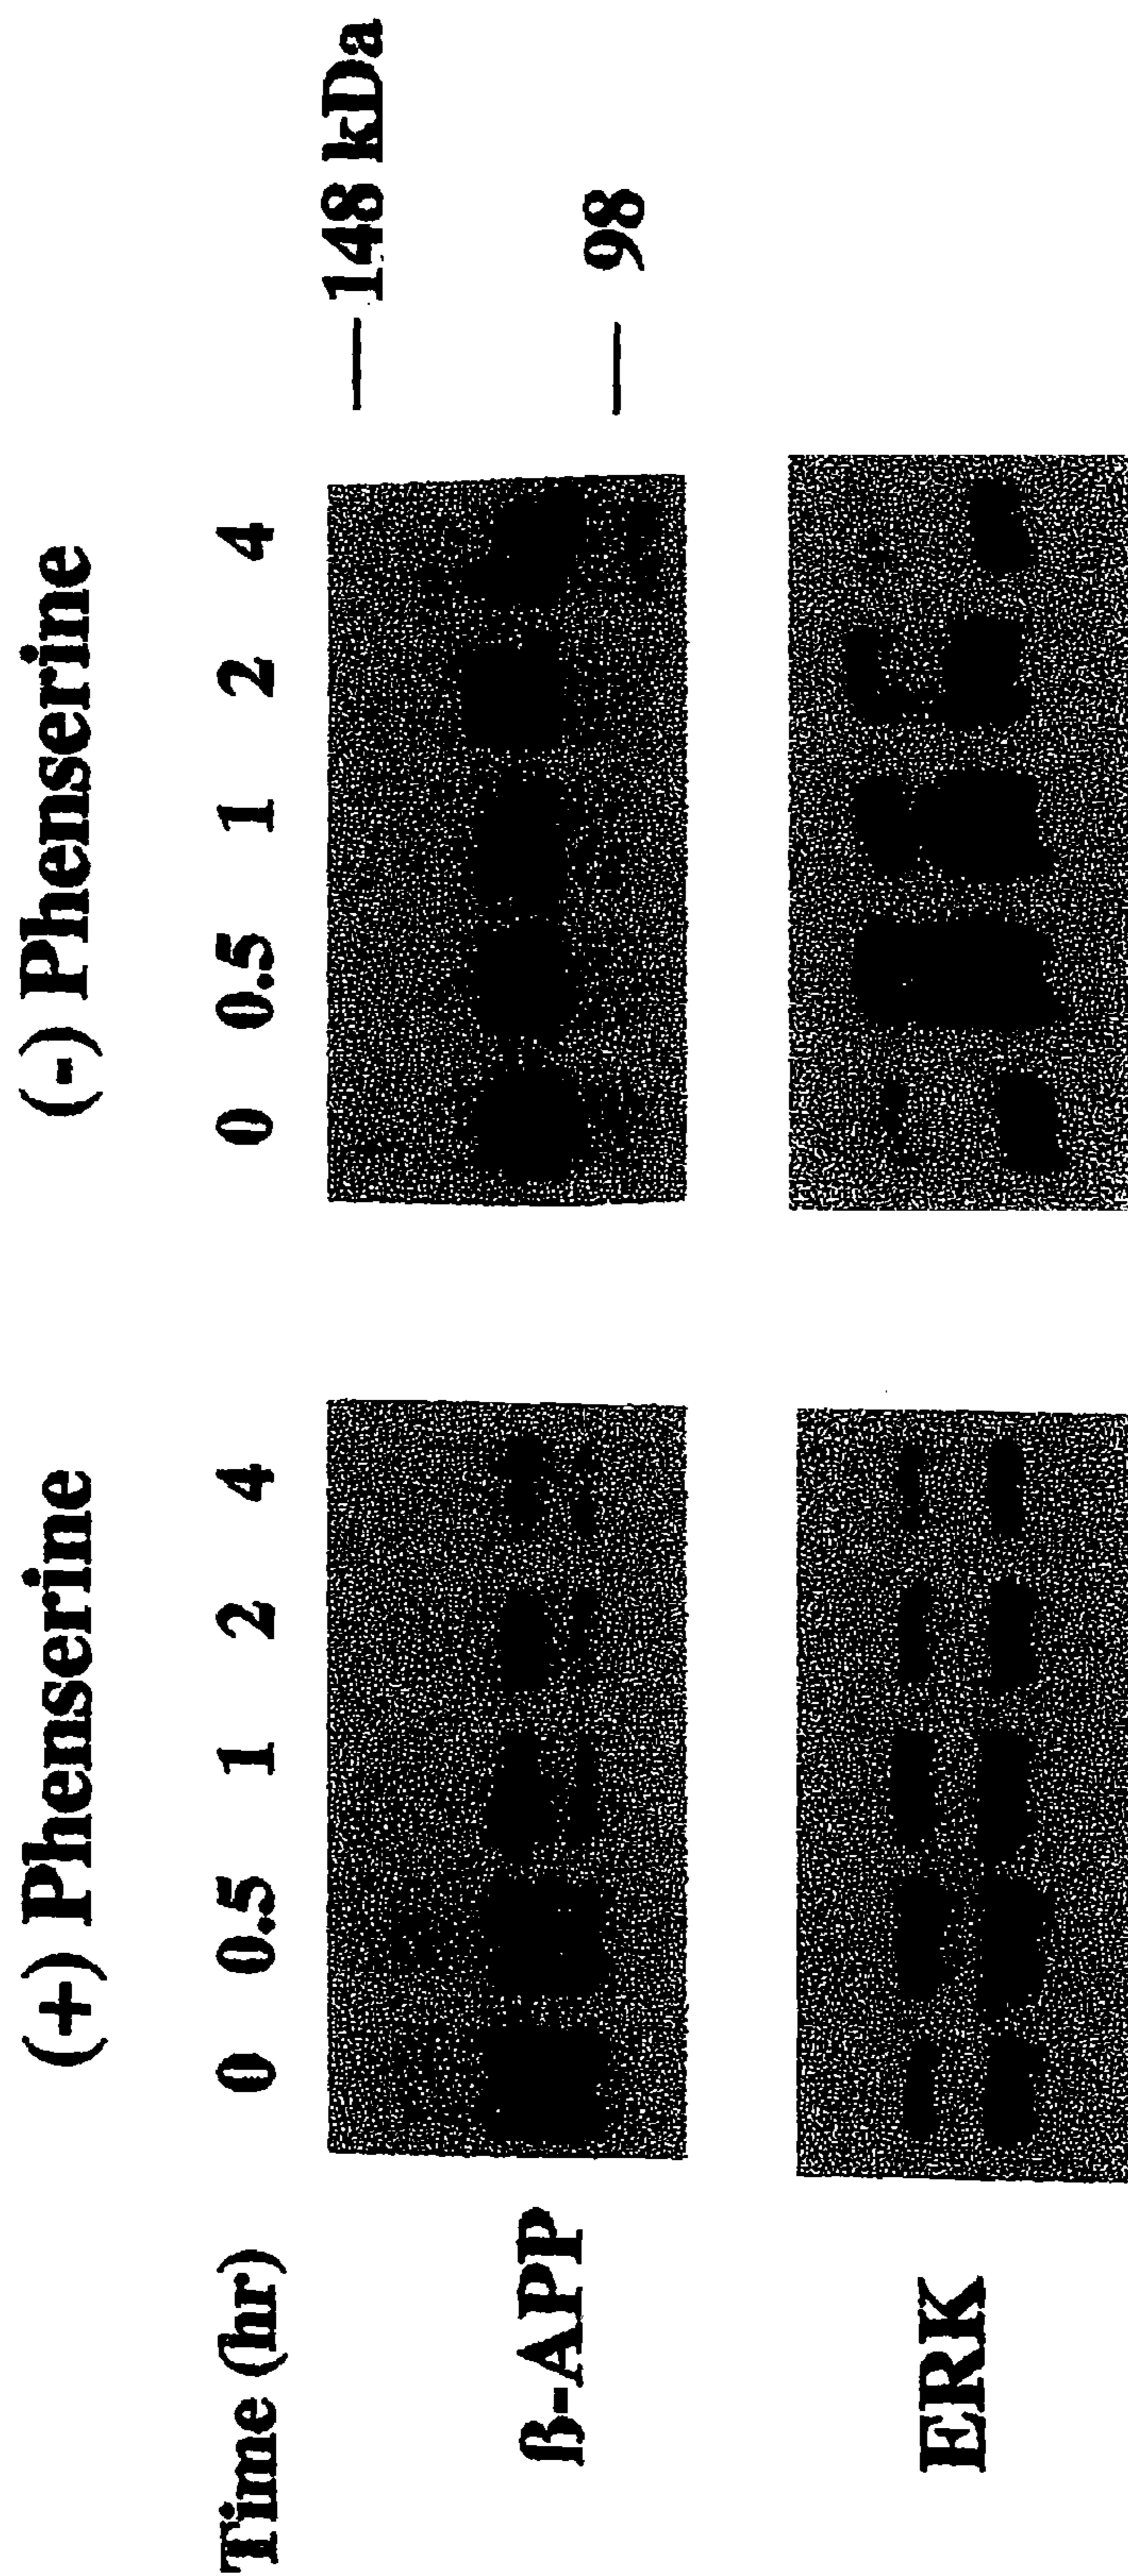 (+) Phenserine (-) Phenserine
Time (hr) 0 0.5 1 2 4 0 0.5 1 2 4
148 kDa
ß-APP
98
ERK